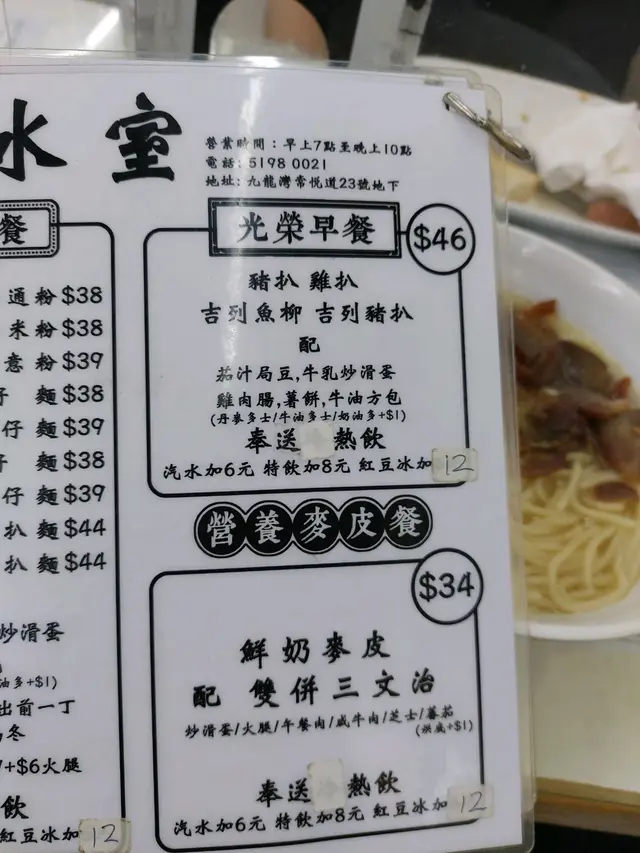 水室
營業時間：早上7點至晚上10點
電話: 5198 0021
地址: 九龍灣常悅道23號地下
餐
通粉$38
米粉$38
意粉$39
仔 麵$38
仔 麵$39
仔 麵$38
仔 麵$39
扒 麵$44
扒 麵$44
炒滑蛋
油多+$1)
出前一丁
冬
/+$6火腿
飲
紅豆冰加 12
光榮早餐 $46
豬扒 雞扒
吉列魚柳 吉列豬扒
配
茄汁局豆,牛乳炒滑蛋
雞肉腸,薯餅,牛油方包
(丹麥多士/牛油多士/奶油多+$1)
奉送 熱飲
汽水加6元 特飲加8元 紅豆冰加 12
營養麥皮餐
$34
鮮奶麥皮
配 雙併三文治
炒滑蛋/火腿/午餐肉/咸牛肉/芝士/蕃茄
(烘底+$1)
奉送 熱飲
汽水加6元 特飲加8元 紅豆冰加 12